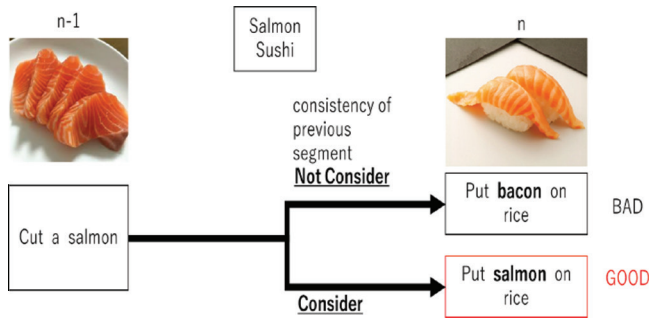 n-1
Salmon
Sushi
n
consistency of
previous
segment
Not Consider
Cut a salmon
Put bacon on
rice
BAD
Put salmon on
rice
GOOD
Consider